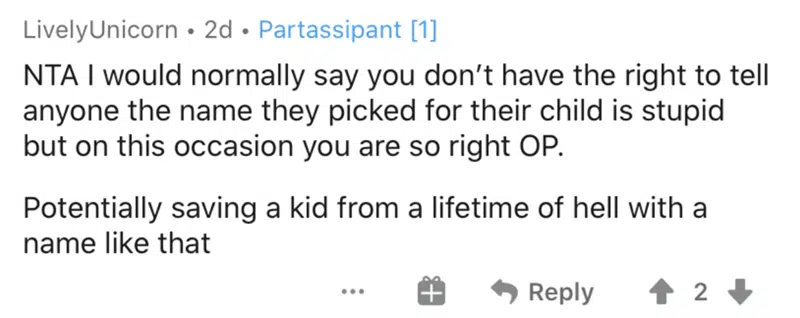 LivelyUnicorn • 2d • Partassipant [1]
NTA I would normally say you don’t have the right to tell
anyone the name they picked for their child is stupid
but on this occasion you are so right OP.
Potentially saving a kid from a lifetime of hell with a
name like that
... Reply 2